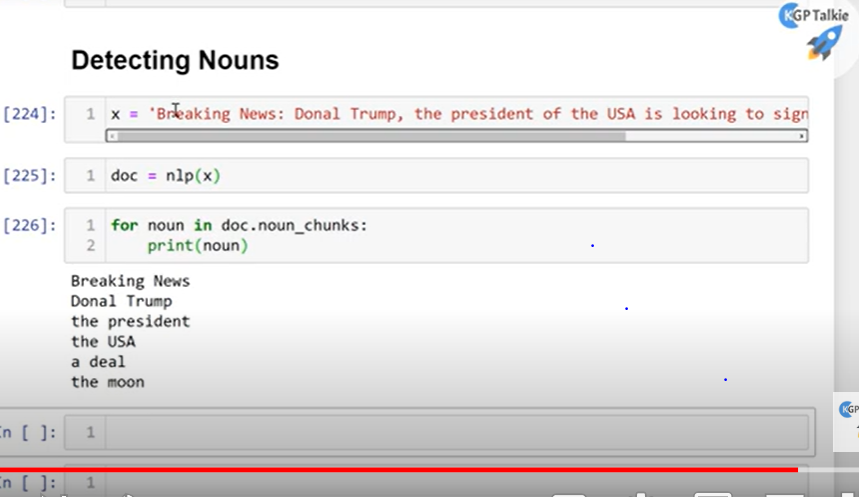 KGP Talkie
Detecting Nouns
[224]: 1 x = 'Breaking News: Donal Trump, the president of the USA is looking to sign
[225]: 1 doc = nlp(x)
[226]: 1 for noun in doc.noun_chunks:
2 print(noun)
Breaking News
Donal Trump
the president
the USA
a deal
the moon
n [ ]: 1
KGP
n [ ]: 1